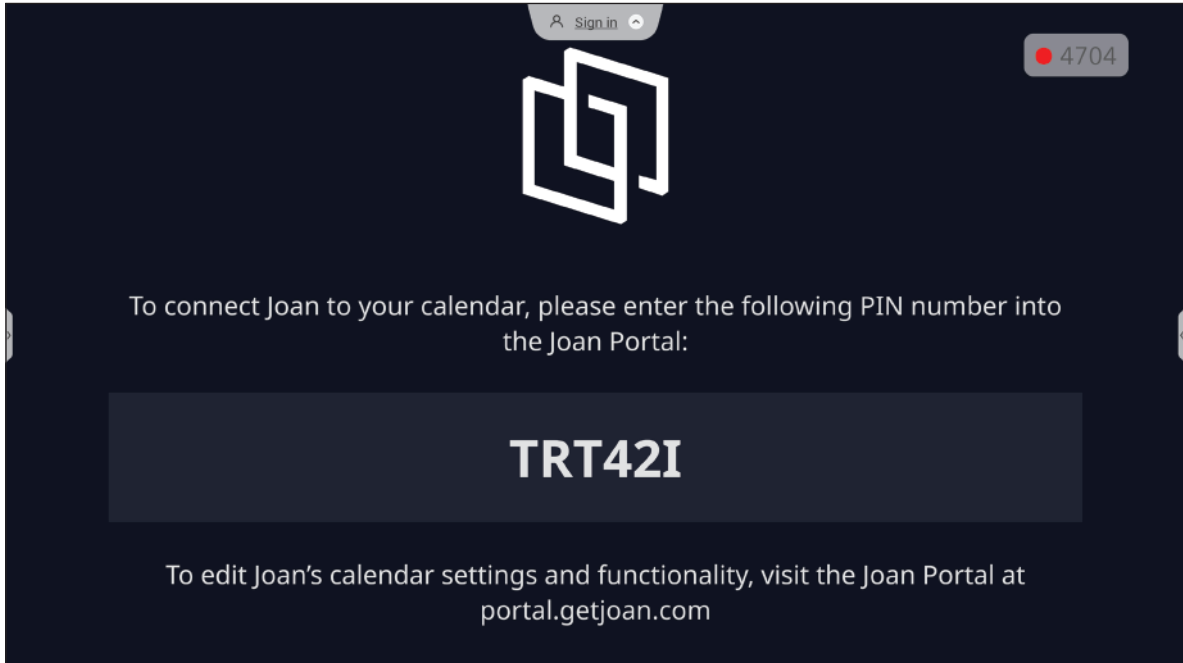 Sign in
4704
To connect Joan to your calendar, please enter the following PIN number into
the Joan Portal:
TRT42I
To edit Joan’s calendar settings and functionality, visit the Joan Portal at
portal.getjoan.com